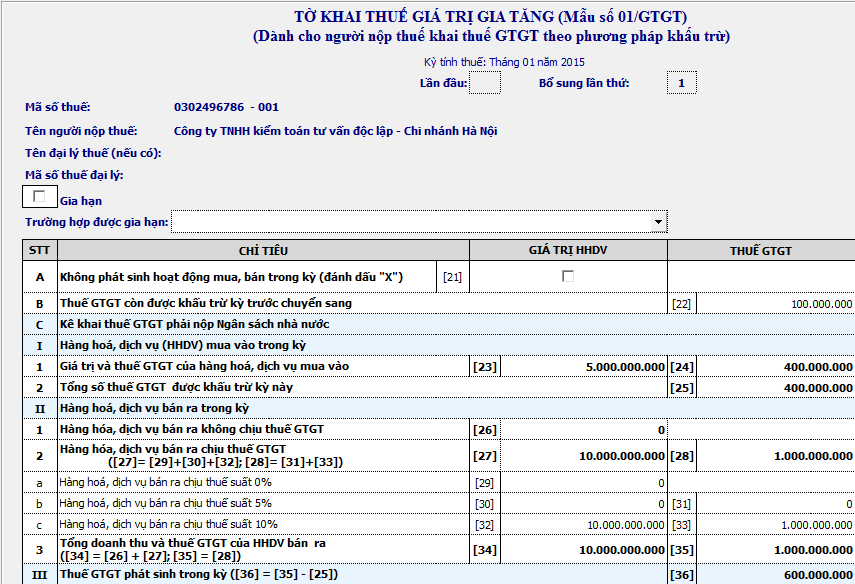 TỜ KHAI THUẾ GIÁ TRỊ GIA TĂNG (Mẫu số 01/GTGT)
(Dành cho người nộp thuế khai thuế GTGT theo phương pháp khấu trừ)
Kỳ tính thuế: Tháng 01 năm 2015
Lần đầu: Bổ sung lần thứ: 1
Mã số thuế: 0302496786 - 001
Tên người nộp thuế: Công ty TNHH kiểm toán tư vấn độc lập - Chi nhánh Hà Nội
Tên đại lý thuế (nếu có):
Mã số thuế đại lý:
Gia hạn
Trường hợp được gia hạn:
STT CHỈ TIÊU GIÁ TRỊ HHDV THUẾ GTGT
A Không phát sinh hoạt động mua, bán trong kỳ (đánh dấu "X") [21]
B Thuế GTGT còn được khấu trừ kỳ trước chuyển sang [22] 100.000.000
C Kê khai thuế GTGT phải nộp Ngân sách nhà nước
I Hàng hoá, dịch vụ (HHDV) mua vào trong kỳ
1 Giá trị và thuế GTGT của hàng hoá, dịch vụ mua vào [23] 5.000.000.000 [24] 400.000.000
2 Tổng số thuế GTGT được khấu trừ kỳ này [25] 400.000.000
II Hàng hoá, dịch vụ bán ra trong kỳ
1 Hàng hóa, dịch vụ bán ra không chịu thuế GTGT [26] 0
2 Hàng hóa, dịch vụ bán ra chịu thuế GTGT [27] 10.000.000.000 [28] 1.000.000.000
([27]= [29]+[30]+[32]; [28]= [31]+[33])
a Hàng hoá, dịch vụ bán ra chịu thuế suất 0% [29] 0
b Hàng hoá, dịch vụ bán ra chịu thuế suất 5% [30] 0 [31] 0
c Hàng hoá, dịch vụ bán ra chịu thuế suất 10% [32] 10.000.000.000 [33] 1.000.000.000
3 Tổng doanh thu và thuế GTGT của HHDV bán ra [34] 10.000.000.000 [35] 1.000.000.000
([34] = [26] + [27]; [35] = [28])
III Thuế GTGT phát sinh trong kỳ ([36] = [35] - [25]) [36] 600.000.000